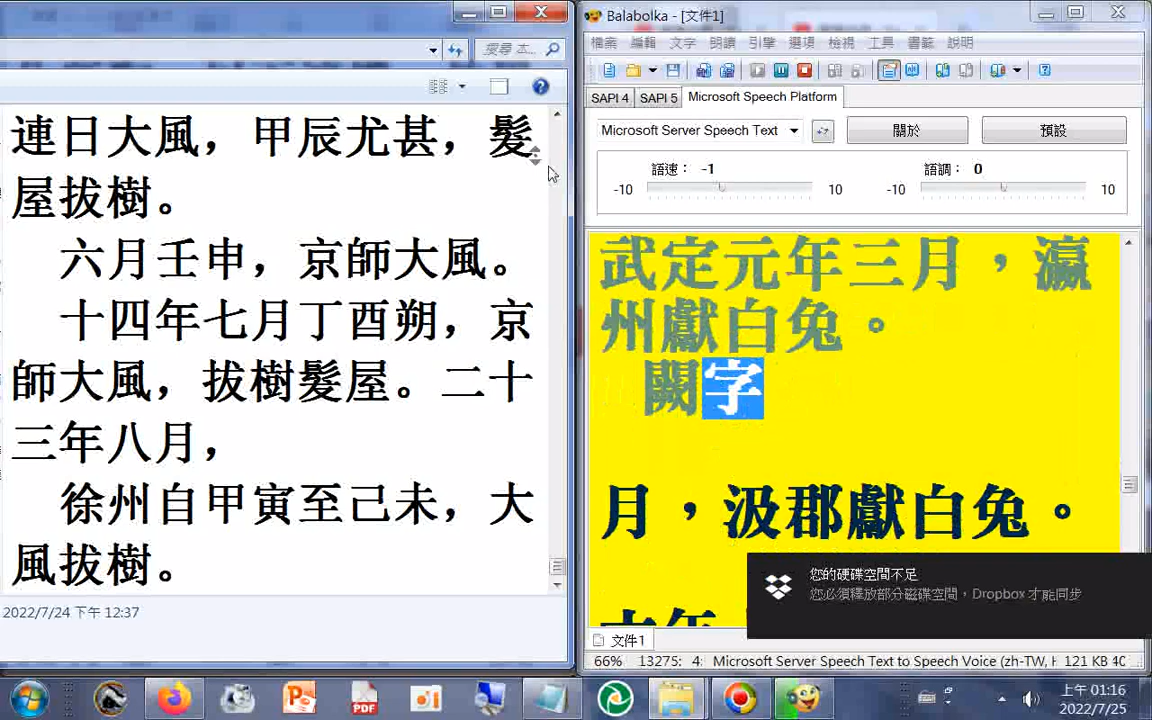 搜尋 本...
連日大風，甲辰尤甚，髮
屋拔樹。
六月壬申，京師大風。
十四年七月丁酉朔，京
師大風，拔樹髮屋。二十
三年八月，
徐州自甲寅至己未，大
風拔樹。
2022/7/24 下午 12:37
Balabolka - [文件1]
檔案 編輯 文字 朗讀 引擎 選項 檢視 工具 書籤 說明
SAPI 4 SAPI 5 Microsoft Speech Platform
Microsoft Server Speech Text 關於 預設
語速： -1 語調： 0
-10 10 -10 10
武定元年三月，瀛
州獻白兔。
闕字
月，汲郡獻白兔。
您的硬碟空間不足
您必須釋放部分磁碟空間，Dropbox 才能同步
文件1
66% 13275: 4: Microsoft Server Speech Text to Speech Voice (zh-TW, H 121 KB
上午 01:16
2022/7/25